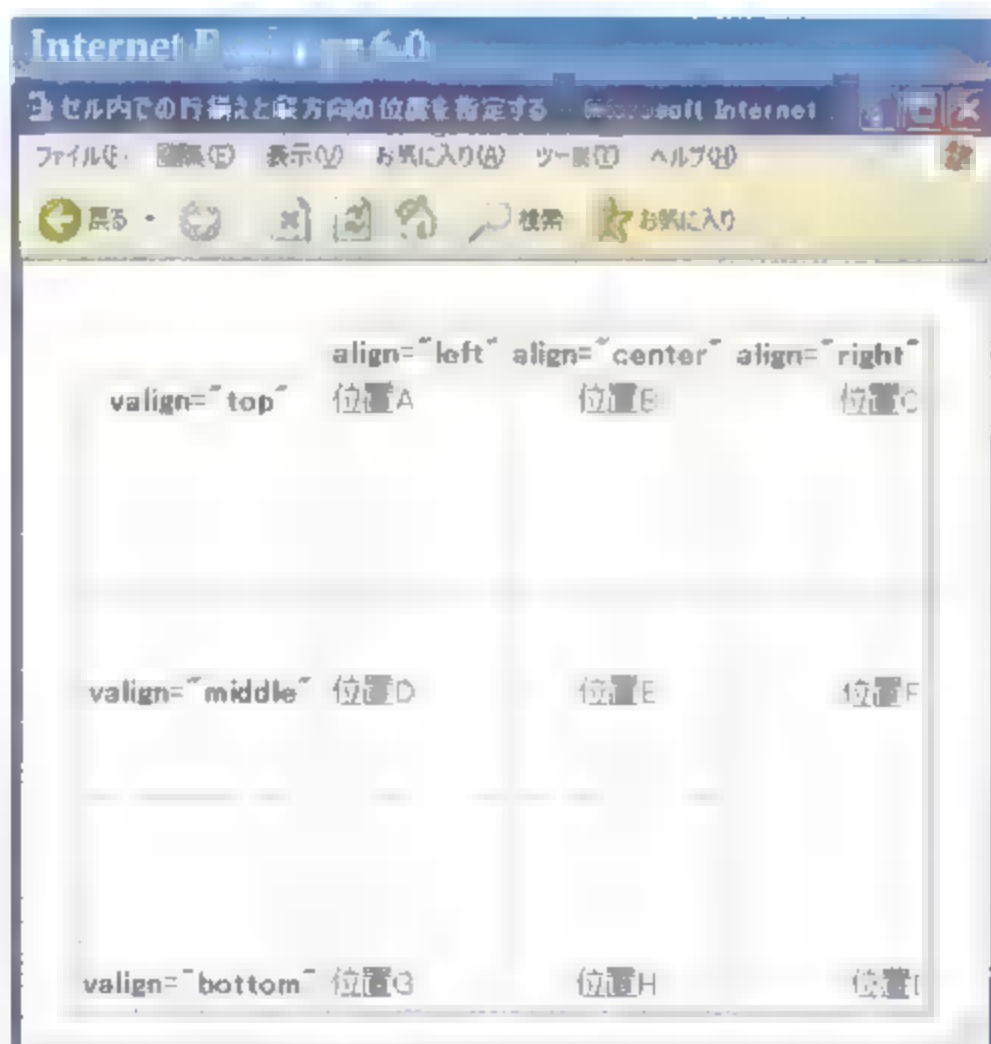 Internet 6.0
セル内での行揃えと縦方向の位置を指定する Microsoft Internet
ファイル(F) 編集(E) 表示(V) お気に入り(A) ツール(T) ヘルプ(H)
戻る 検索 お気に入り
align="left" align="center" align="right"
valign="top" 位置A 位置B 位置C
valign="middle" 位置D 位置E 位置F
valign="bottom" 位置G 位置H 位置I